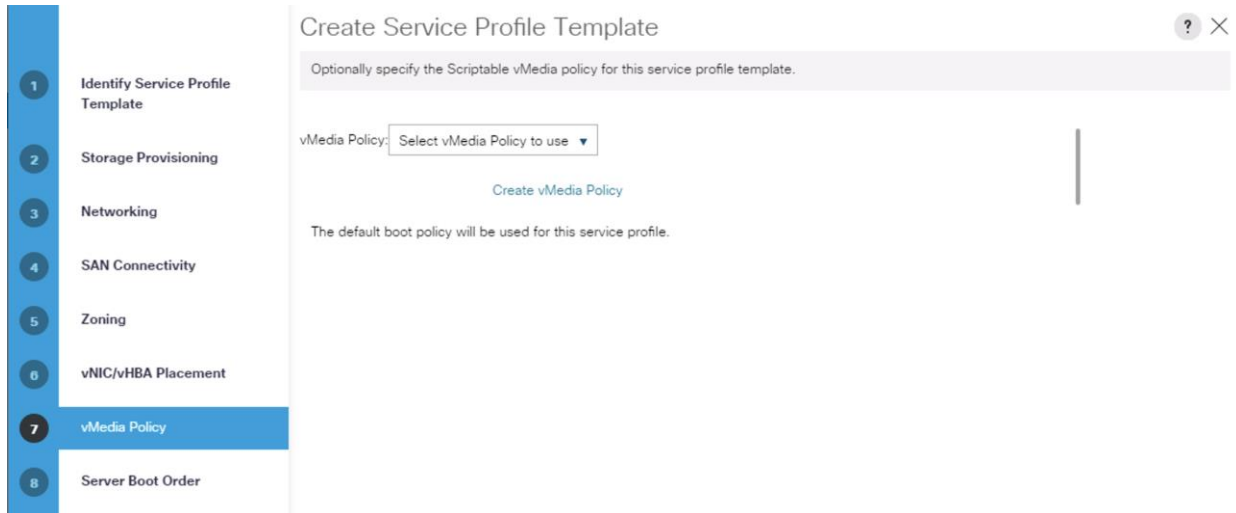 Create Service Profile Template
?
Optionally specify the Scriptable vMedia policy for this service profile template.
1
Identify Service Profile
Template
2
Storage Provisioning
3
Networking
4
SAN Connectivity
5
Zoning
6
vNIC/vHBA Placement
7
vMedia Policy
8
Server Boot Order
vMedia Policy: Select vMedia Policy to use
Create vMedia Policy
The default boot policy will be used for this service profile.